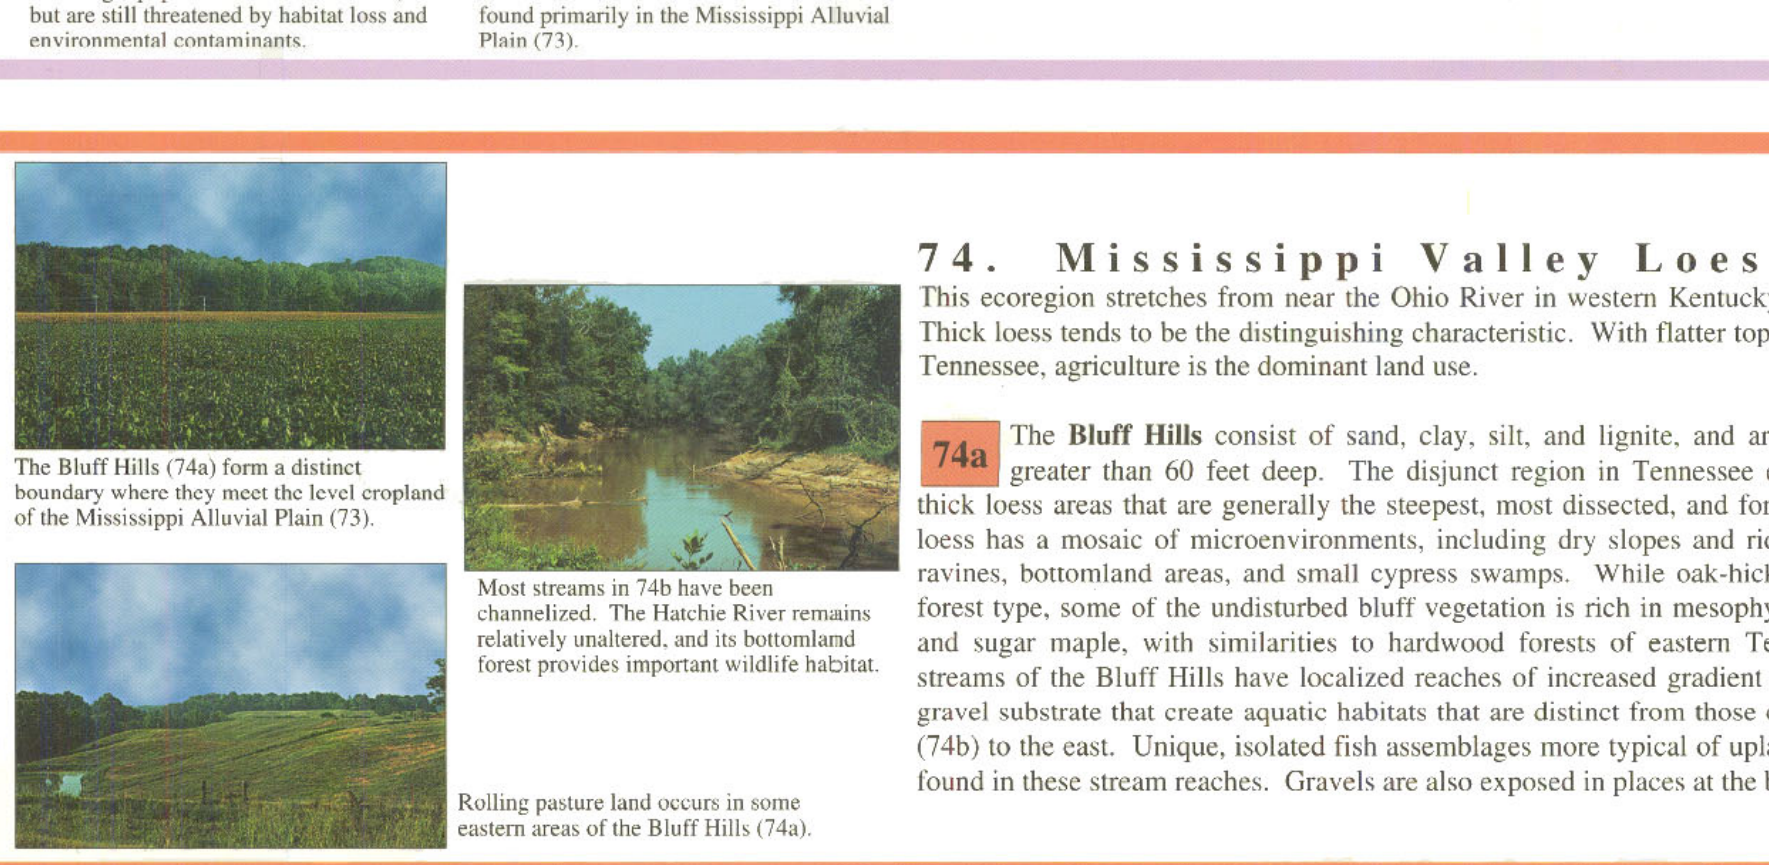 but are still threatened by habitat loss and
environmental contaminants.
found primarily in the Mississippi Alluvial
Plain (73).
The Bluff Hills (74a) form a distinct
boundary where they meet the level cropland
of the Mississippi Alluvial Plain (73).
Most streams in 74b have been
channelized. The Hatchie River remains
relatively unaltered, and its bottomland
forest provides important wildlife habitat.
Rolling pasture land occurs in some
eastern areas of the Bluff Hills (74a).
74. Mississippi Valley Loes
This ecoregion stretches from near the Ohio River in western Kentucky
Thick loess tends to be the distinguishing characteristic. With flatter top
Tennessee, agriculture is the dominant land use.
74a
The Bluff Hills consist of sand, clay, silt, and lignite, and ar
greater than 60 feet deep. The disjunct region in Tennessee
thick loess areas that are generally the steepest, most dissected, and for
loess has a mosaic of microenvironments, including dry slopes and ri
ravines, bottomland areas, and small cypress swamps. While oak-hick
forest type, some of the undisturbed bluff vegetation is rich in mesophy
and sugar maple, with similarities to hardwood forests of eastern Te
streams of the Bluff Hills have localized reaches of increased gradient
gravel substrate that create aquatic habitats that are distinct from those
(74b) to the east. Unique, isolated fish assemblages more typical of upla
found in these stream reaches. Gravels are also exposed in places at the b